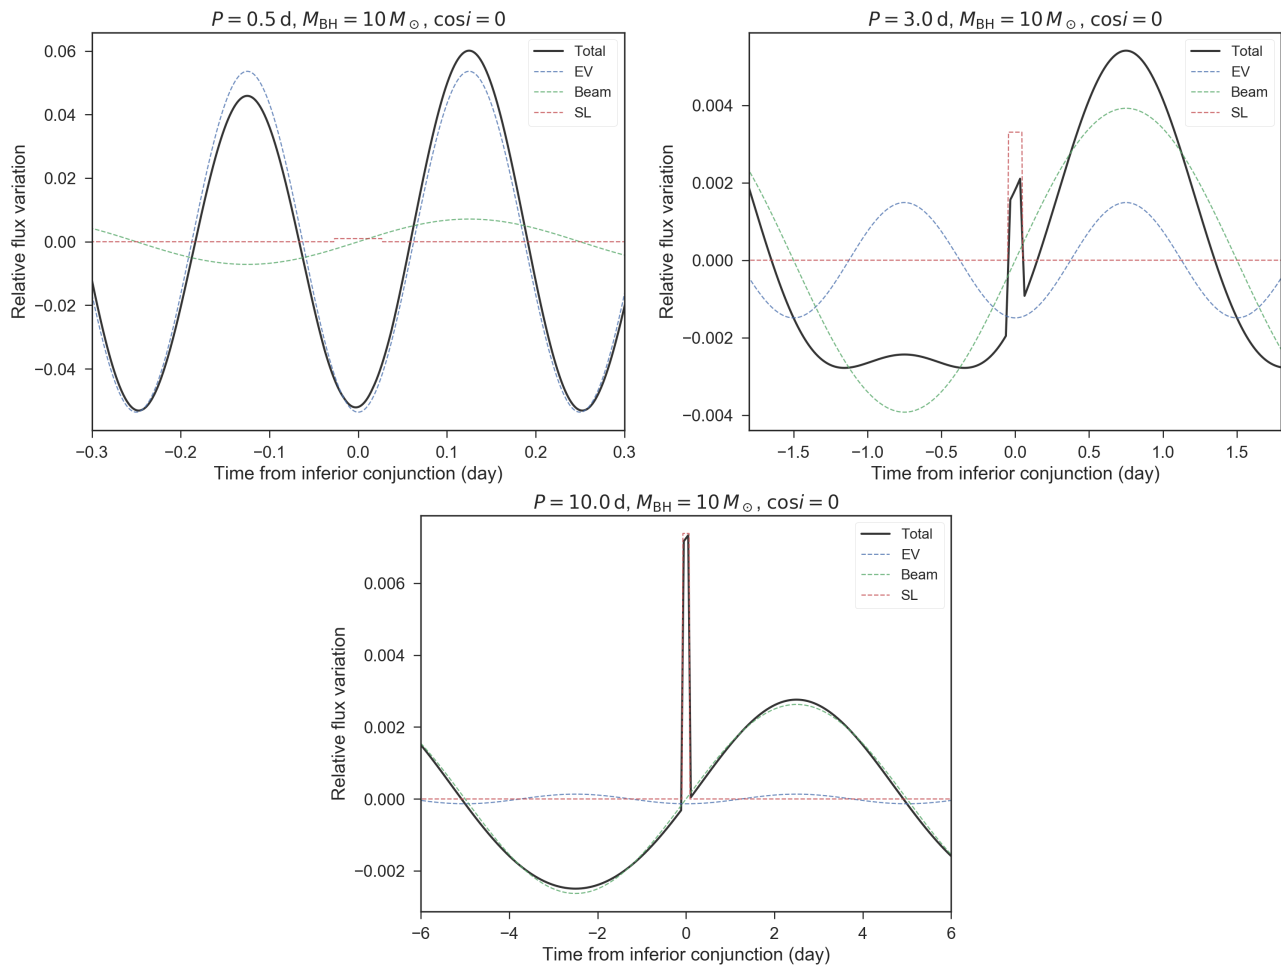 P = 0.5 d, M_BH = 10 M_⊙, cosi = 0
Relative flux variation
0.06
0.04
0.02
0.00
−0.02
−0.04
Total
EV
Beam
SL
−0.3
−0.2
−0.1
0.0
0.1
0.2
0.3
Time from inferior conjunction (day)
P = 3.0 d, M_BH = 10 M_⊙, cosi = 0
Relative flux variation
0.004
0.002
0.000
−0.002
−0.004
Total
EV
Beam
SL
−1.5
−1.0
−0.5
0.0
0.5
1.0
1.5
Time from inferior conjunction (day)
P = 10.0 d, M_BH = 10 M_⊙, cosi = 0
Relative flux variation
0.006
0.004
0.002
0.000
−0.002
Total
EV
Beam
SL
−6
−4
−2
0
2
4
6
Time from inferior conjunction (day)